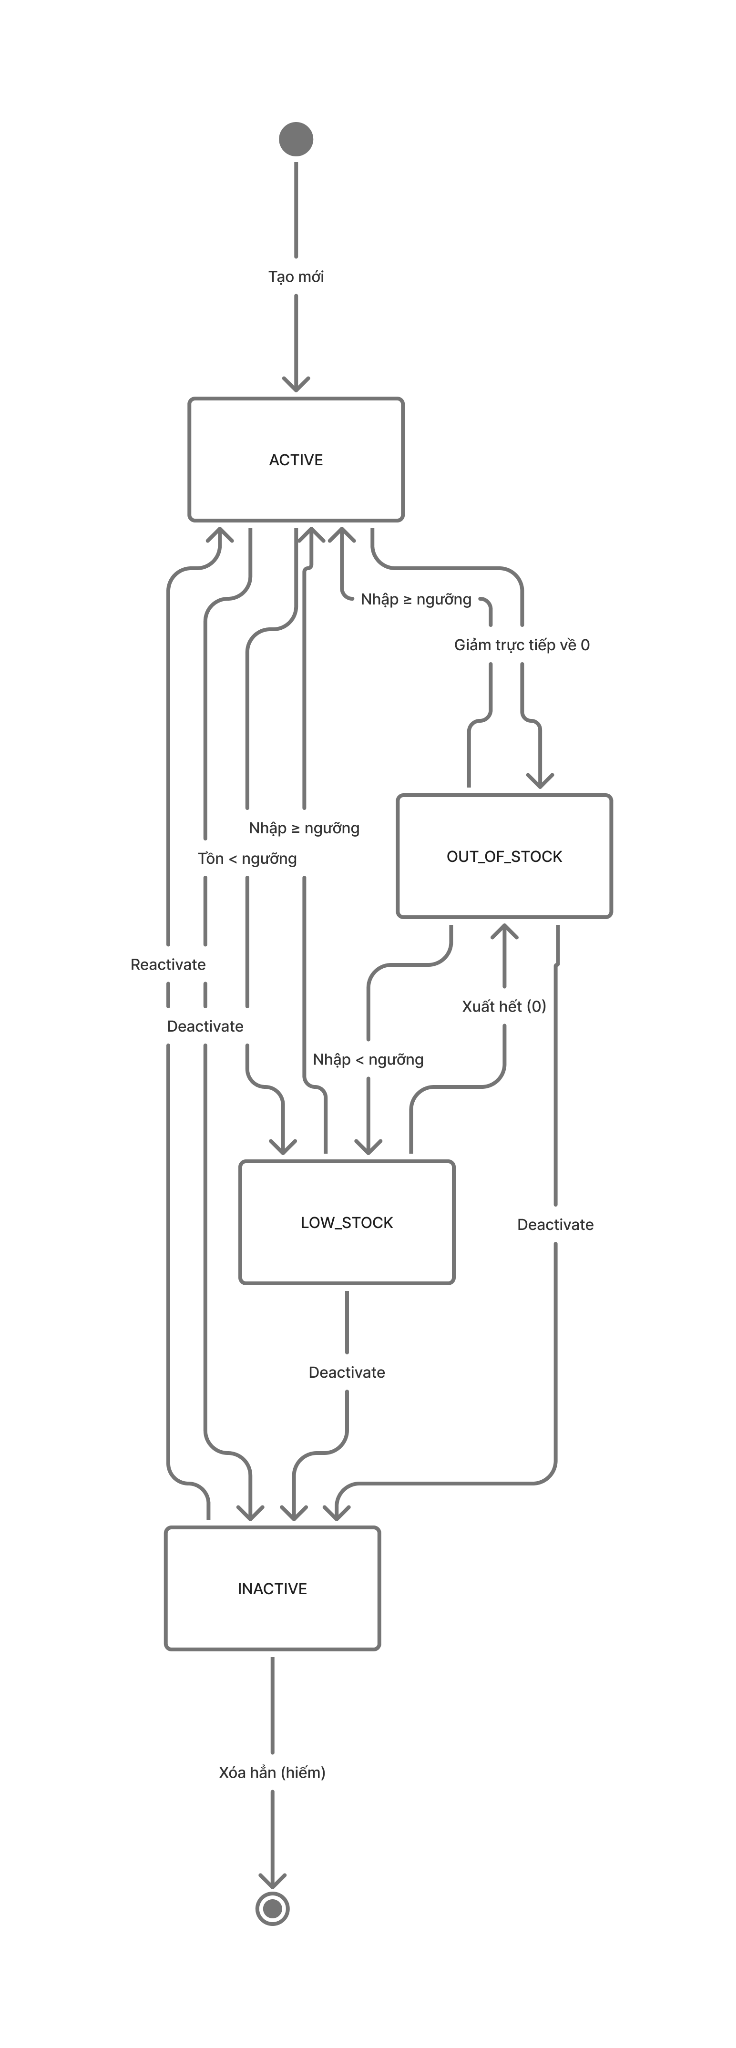 Tạo mới
ACTIVE
Nhập ≥ ngưỡng
Giảm trực tiếp về 0
Nhập ≥ ngưỡng
Tồn < ngưỡng
OUT_OF_STOCK
Reactivate
Xuất hết (0)
Deactivate
Nhập < ngưỡng
LOW_STOCK
Deactivate
Deactivate
INACTIVE
Xóa hẳn (hiếm)